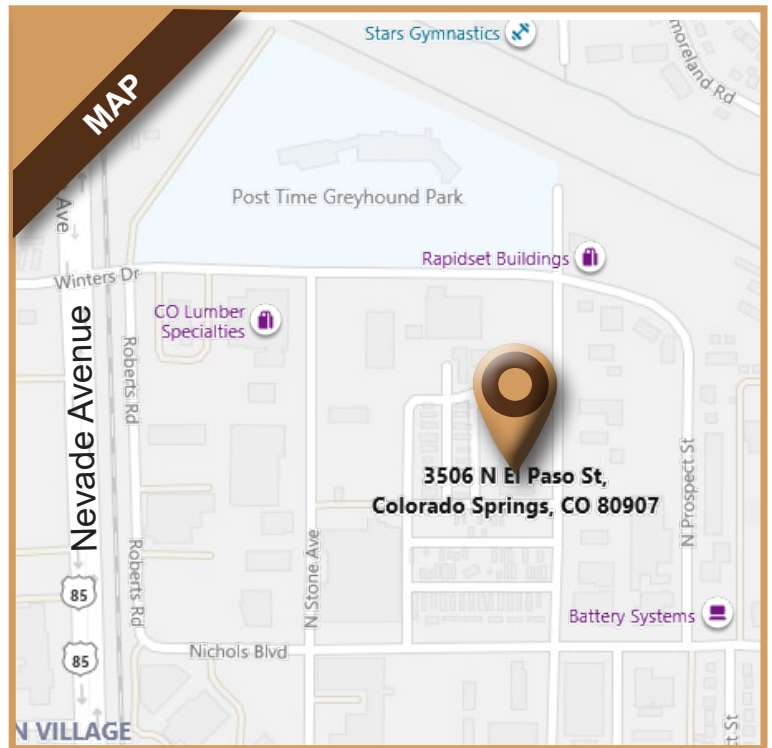 MAP
Stars Gymnastics
moreland Rd
Ave
Post Time Greyhound Park
Winters Dr
Rapidset Buildings
CO Lumber
Specialties
Nevade Avenue
Roberts Rd
3506 N El Paso St,
Colorado Springs, CO 80907
N Prospect St
N Stone Ave
Roberts Rd
85
Battery Systems
85
Nichols Blvd
N VILLAGE
t St